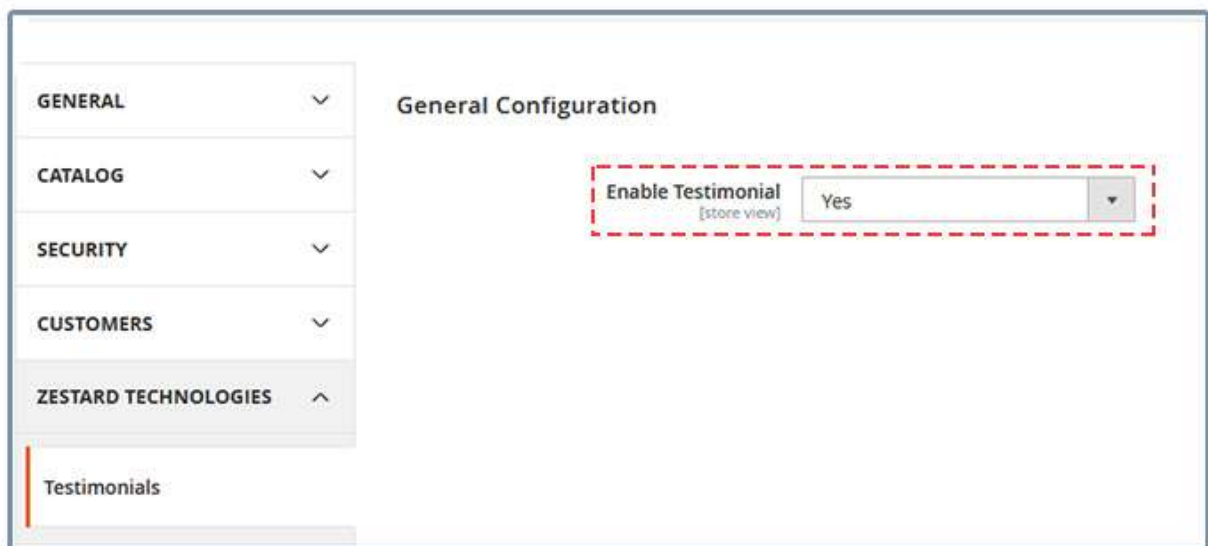 GENERAL
CATALOG
SECURITY
CUSTOMERS
ZESTARD TECHNOLOGIES
Testimonials
General Configuration
Enable Testimonial
[store view]
Yes